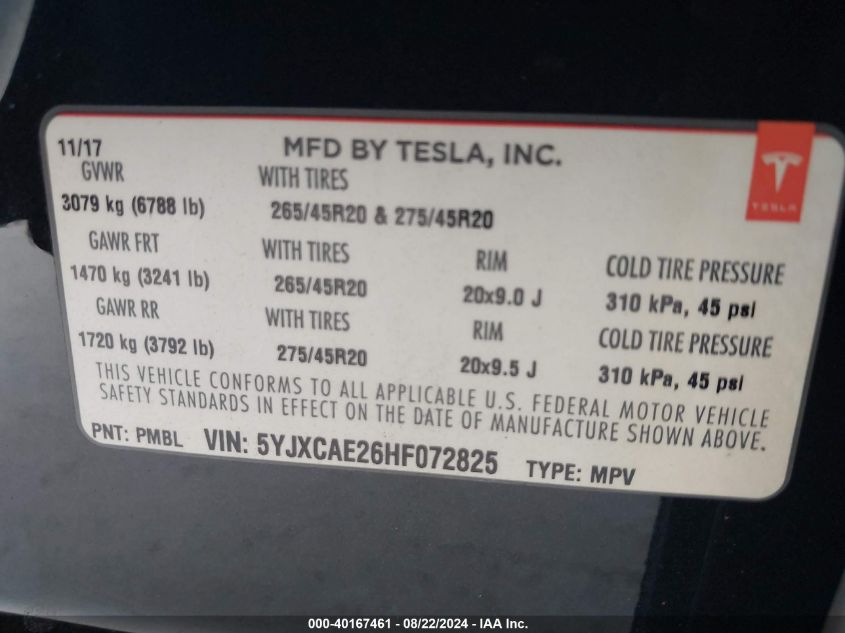 11/17 MFD BY TESLA, INC.
TESLA
GVWR WITH TIRES
3079 kg (6788 lb) 265/45R20 & 275/45R20
GAWR FRT WITH TIRES RIM COLD TIRE PRESSURE
1470 kg (3241 lb) 265/45R20 20x9.0 J 310 kPa, 45 psi
GAWR RR WITH TIRES RIM COLD TIRE PRESSURE
1720 kg (3792 lb) 275/45R20 20x9.5 J 310 kPa, 45 psi
THIS VEHICLE CONFORMS TO ALL APPLICABLE U.S. FEDERAL MOTOR VEHICLE
SAFETY STANDARDS IN EFFECT ON THE DATE OF MANUFACTURE SHOWN ABOVE.
PNT: PMBL VIN: 5YJXCAE26HF072825 TYPE: MPV
000-40167461 - 08/22/2024 - IAA Inc.